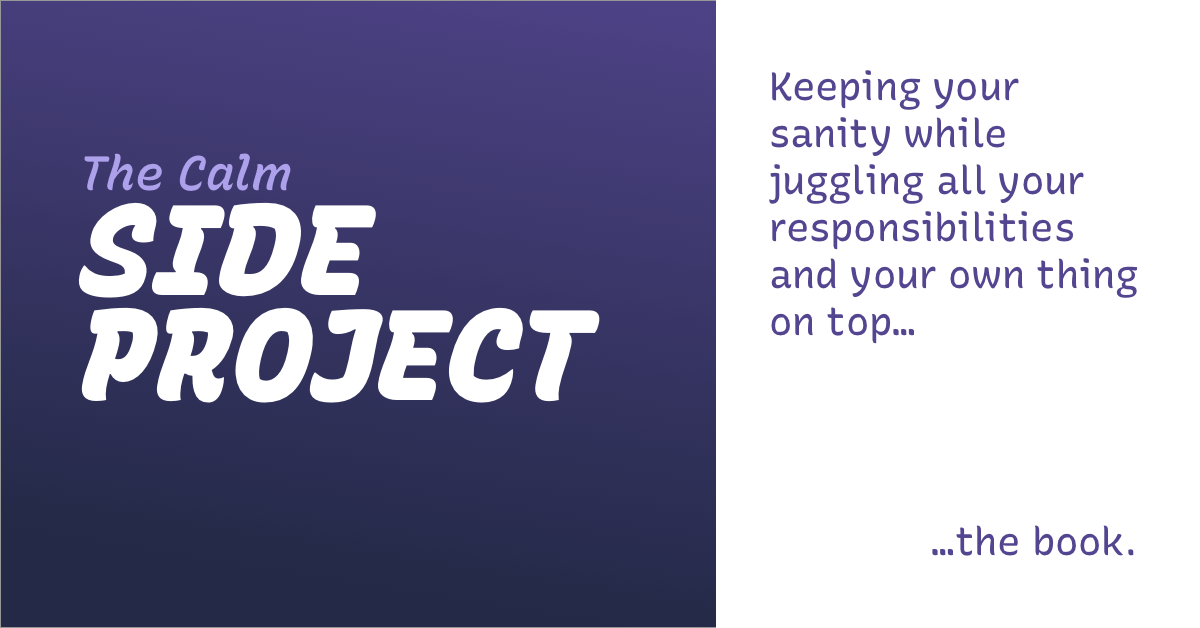 The Calm
SIDE
PROJECT
Keeping your
sanity while
juggling all your
responsibilities
and your own thing
on top...
...the book.